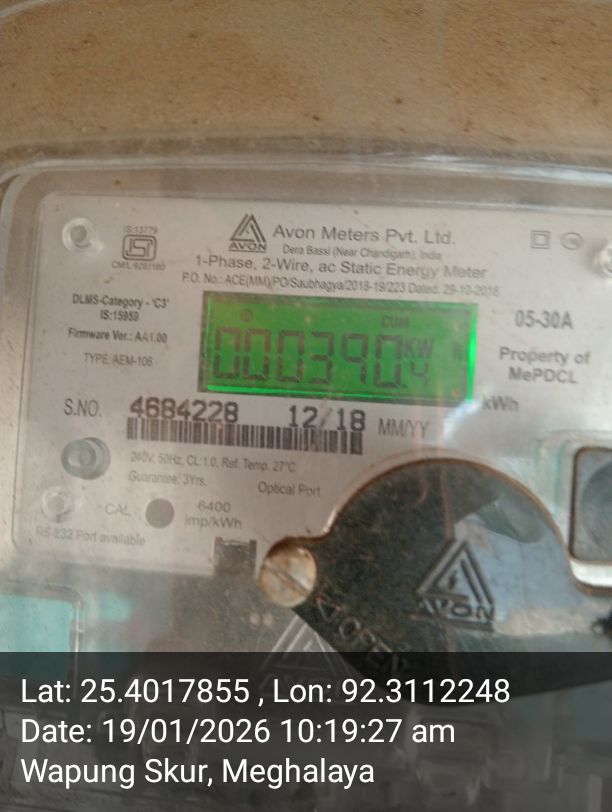 IS:13779
CM/L 9281180
AVON
Avon Meters Pvt. Ltd.
Dera Bassi (Near Chandigarh), India
1-Phase, 2-Wire, ac Static Energy Meter
P.O. No.: ACE(MM)/PO/Saubhagya/2018-19/223 Dated: 29-10-2018
DLMS-Category - 'C3'
IS:15959
Firmware Ver.: AA1.00
TYPE: AEM-106
CUM
000390.4 KW h
05-30A
Property of
MePDCL
kWh
S.NO. 4684228 12/18 MM/YY
240V, 50Hz, CL:1.0, Ref. Temp. 27°C
Guarantee: 3Yrs.
Optical Port
CAL
6400
imp/kWh
RS-232 Port available
AVON
OPEN
Lat: 25.4017855 , Lon: 92.3112248
Date: 19/01/2026 10:19:27 am
Wapung Skur, Meghalaya